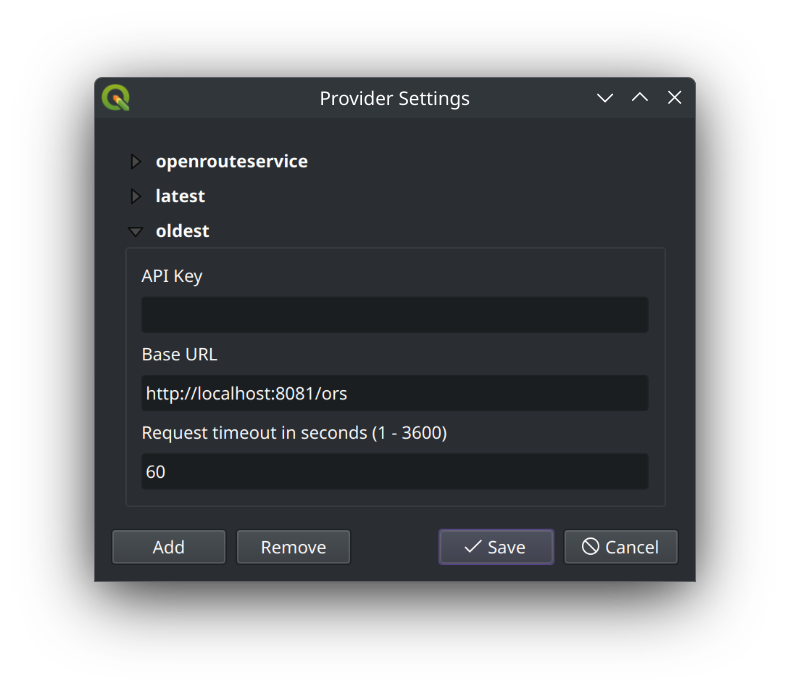 Provider Settings
openrouteservice
latest
oldest
API Key
Base URL
http://localhost:8081/ors
Request timeout in seconds (1 - 3600)
60
Add Remove Save Cancel